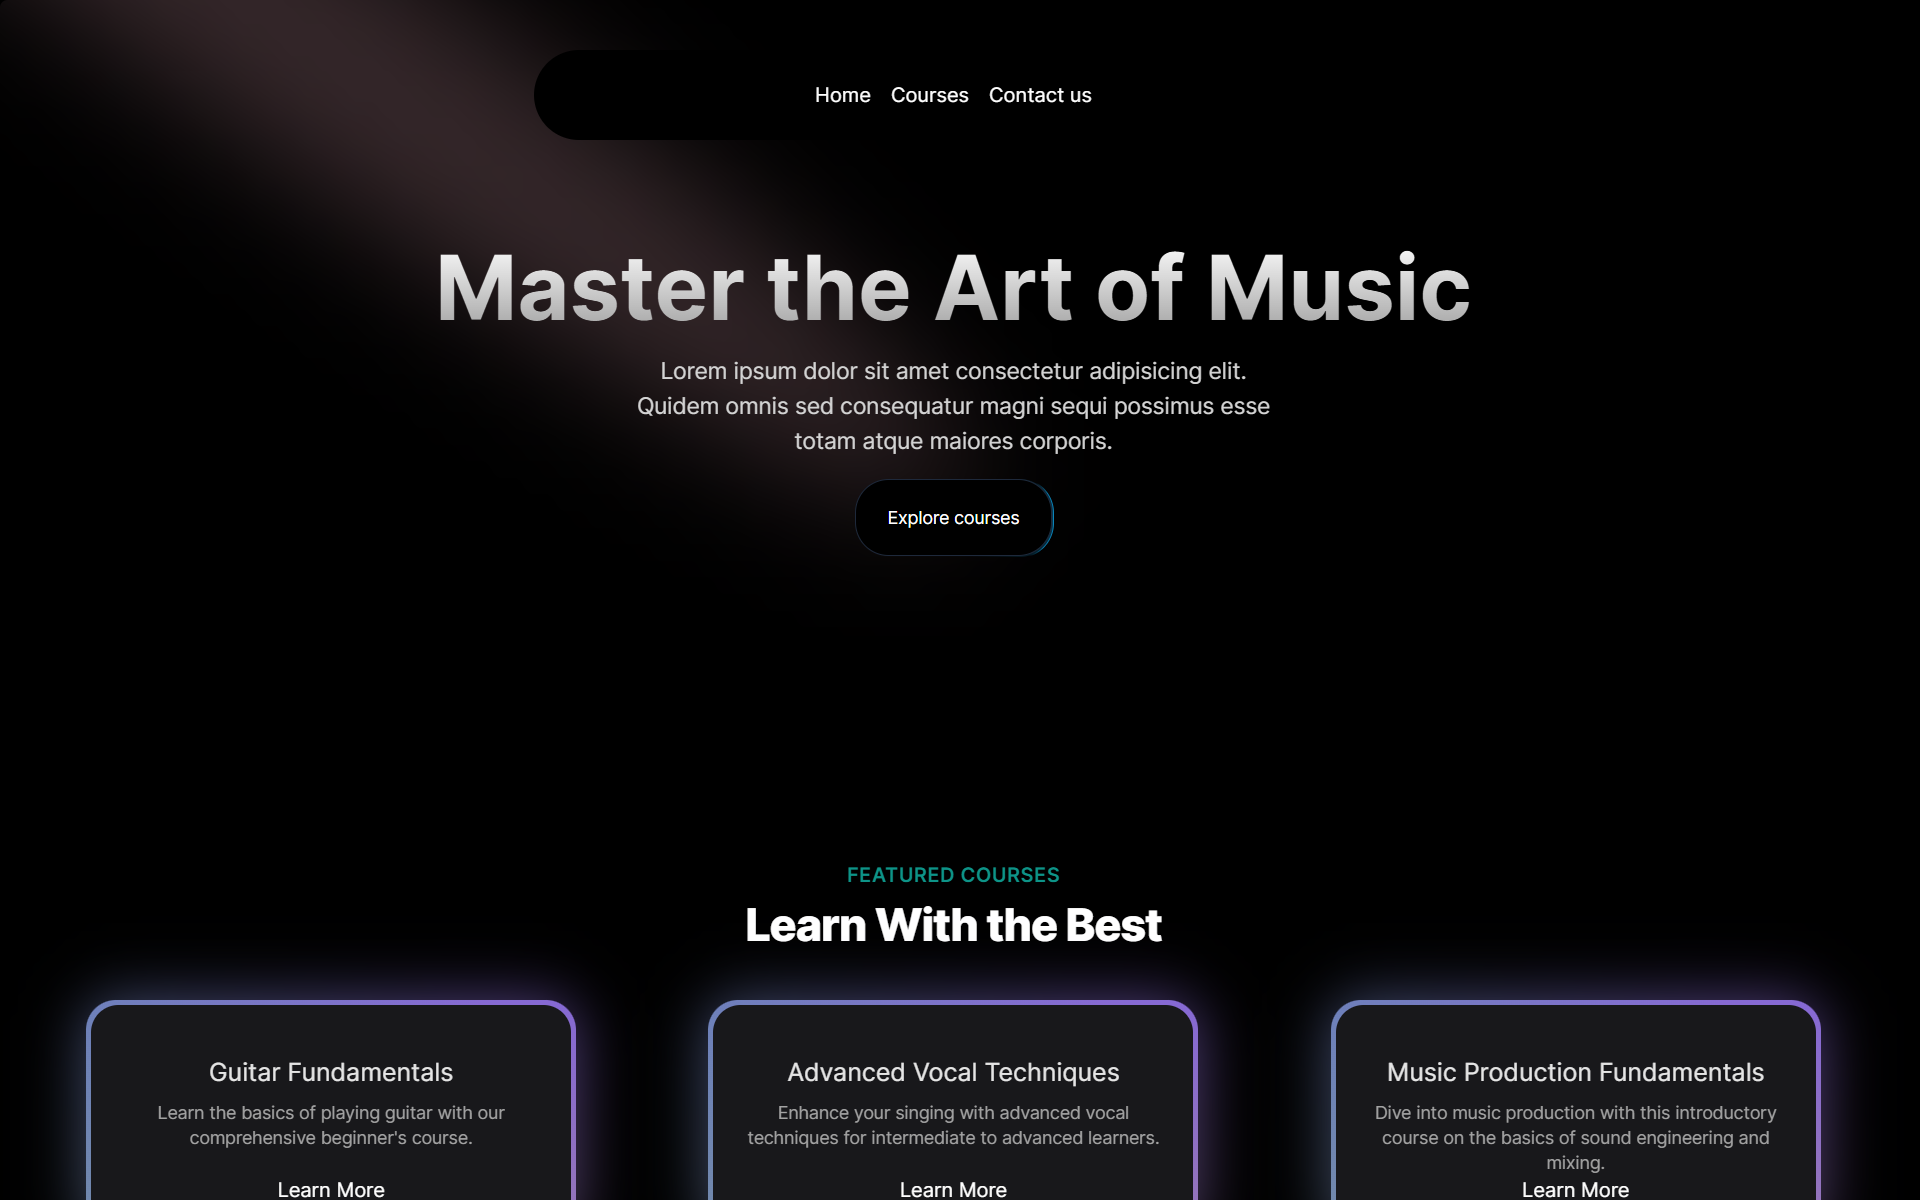 Home Courses Contact us
Master the Art of Music
Lorem ipsum dolor sit amet consectetur adipisicing elit.
Quidem omnis sed consequatur magni sequi possimus esse
totam atque maiores corporis.
Explore courses
FEATURED COURSES
Learn With the Best
Guitar Fundamentals
Learn the basics of playing guitar with our
comprehensive beginner's course.
Learn More
Advanced Vocal Techniques
Enhance your singing with advanced vocal
techniques for intermediate to advanced learners.
Learn More
Music Production Fundamentals
Dive into music production with this introductory
course on the basics of sound engineering and
mixing.
Learn More